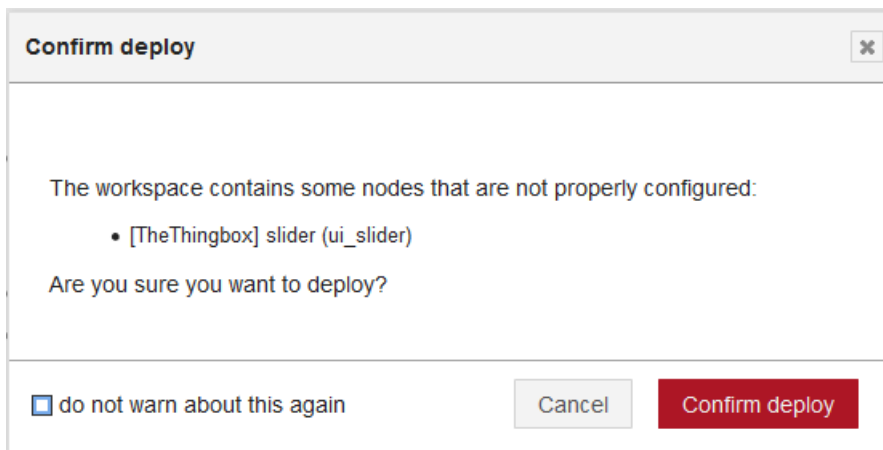 Confirm deploy
The workspace contains some nodes that are not properly configured:
• [TheThingbox] slider (ui_slider)
Are you sure you want to deploy?
do not warn about this again
Cancel
Confirm deploy